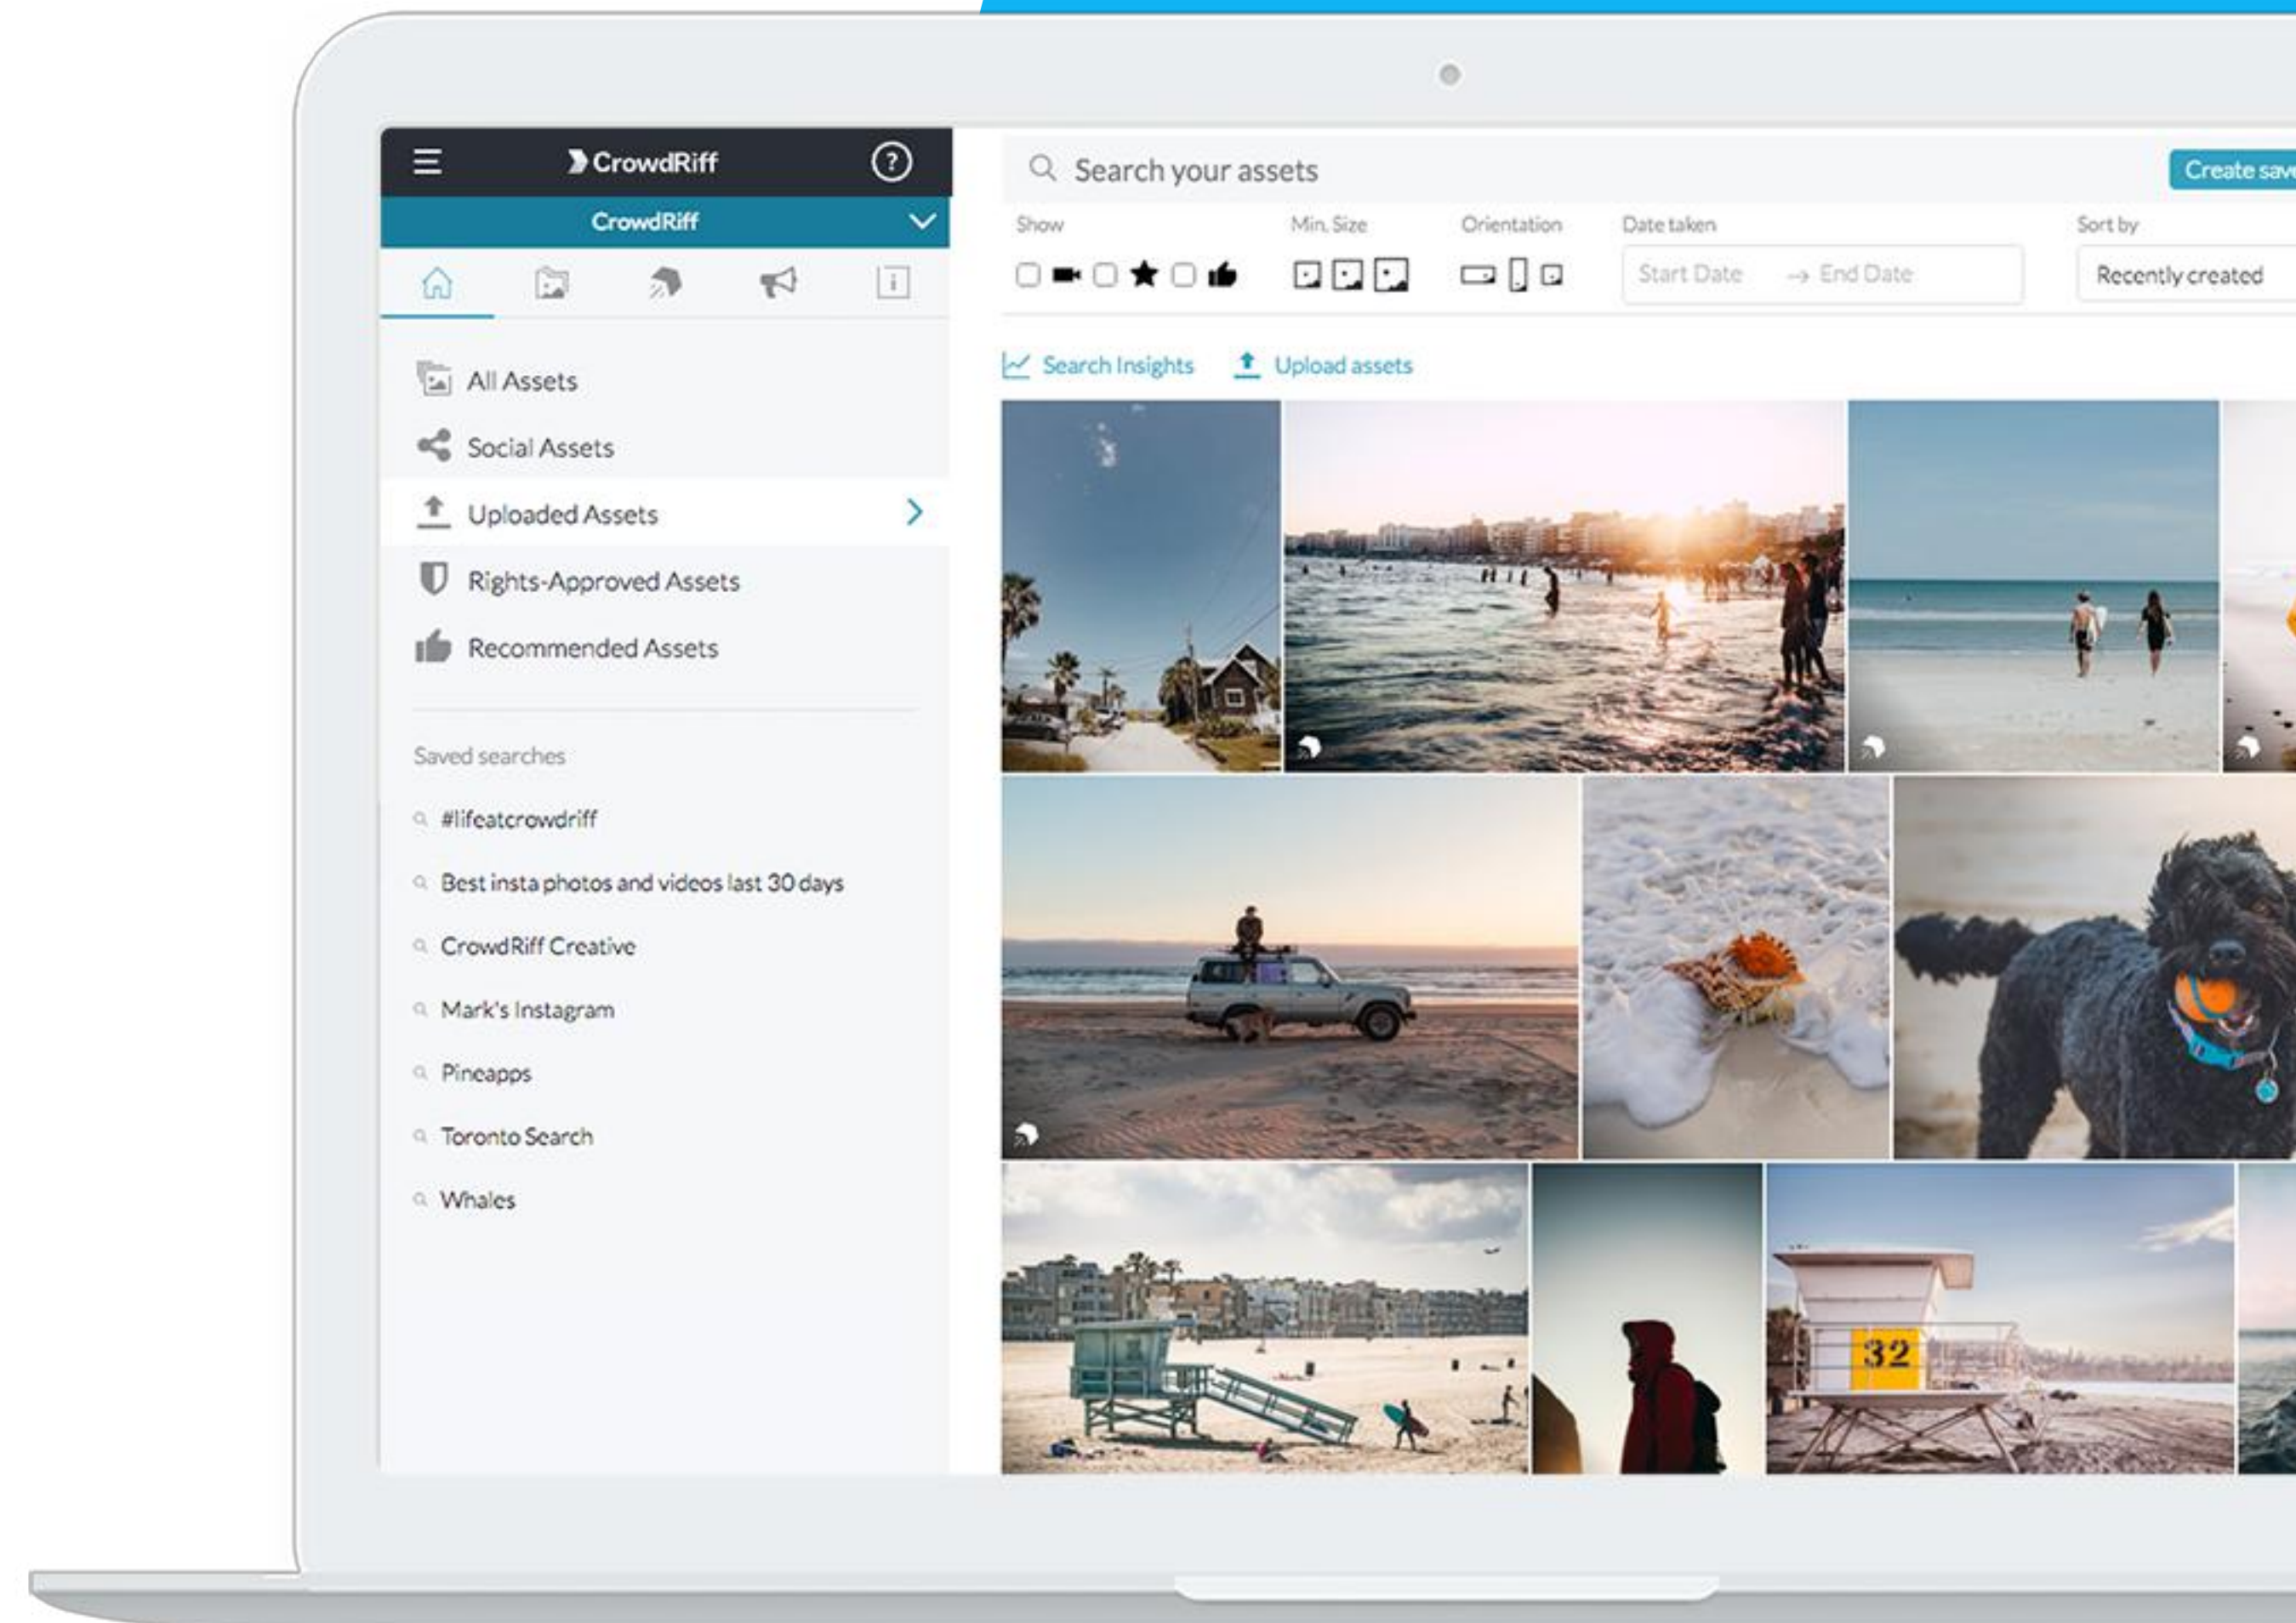 CrowdRiff
?
CrowdRiff
All Assets
Social Assets
Uploaded Assets
Rights-Approved Assets
Recommended Assets
Saved searches
#lifeatcrowdriff
Best insta photos and videos last 30 days
CrowdRiff Creative
Mark's Instagram
Pineapps
Toronto Search
Whales
Search your assets
Create save
Show
Min. Size
Orientation
Date taken
Sort by
Start Date → End Date
Recently created
Search Insights
Upload assets
32